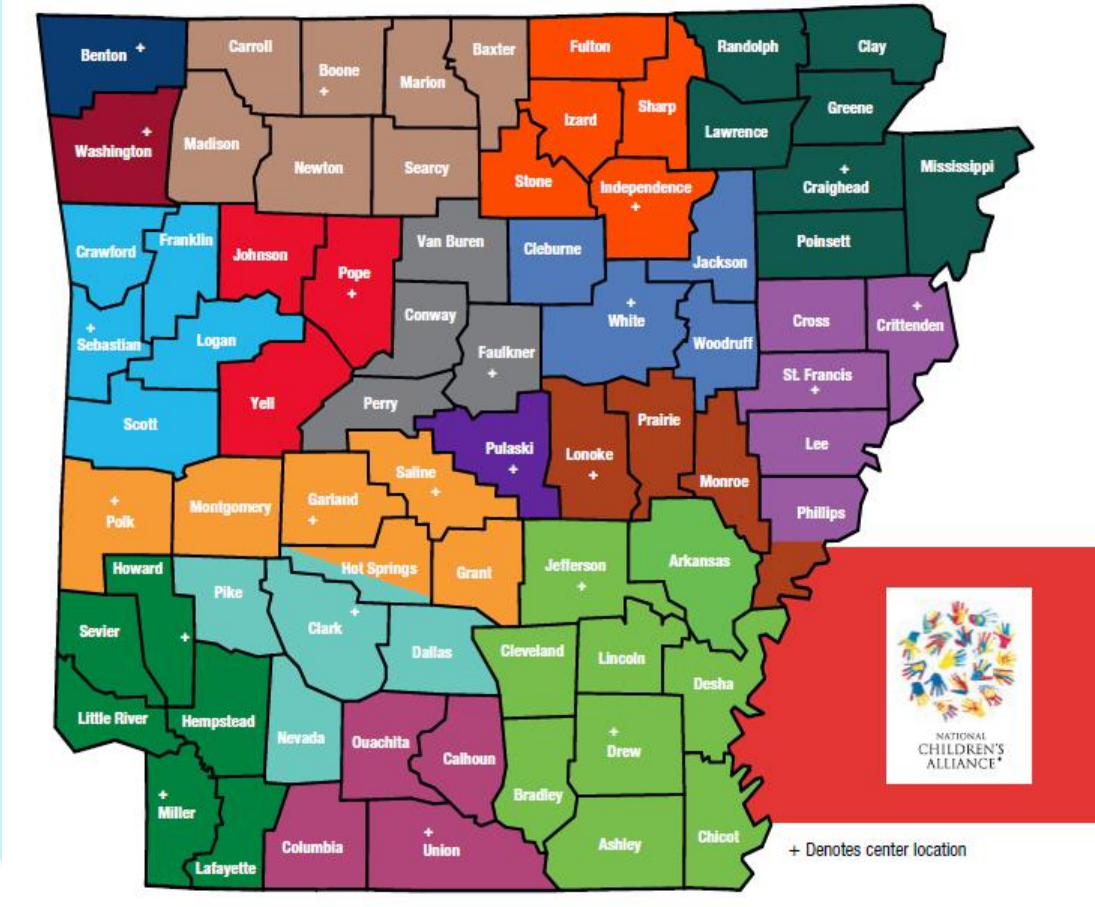 Benton +
Carroll
Boone
+
Marion
Baxter
Fulton
Randolph
Clay
Washington
+
Madison
Newton
Searcy
Izard
Sharp
Stone
Independence
+
Lawrence
Greene
Craighead
+
Mississippi
Poinsett
Crawford
Franklin
Johnson
Pope
+
Van Buren
Cleburne
Jackson
Sebastian
+
Logan
Conway
Faulkner
+
White
+
Woodruff
Cross
Crittenden
+
Scott
Yell
Perry
St. Francis
+
Lee
Phillips
Pulaski
+
Lonoke
+
Prairie
Monroe
Polk
+
Montgomery
Garland
+
Saline
+
Hot Springs
Grant
Jefferson
+
Arkansas
Howard
+
Pike
Clark
+
Dallas
Cleveland
Lincoln
Desha
Sevier
Little River
Hempstead
Nevada
Ouachita
Calhoun
Bradley
Drew
+
Miller
+
Lafayette
Columbia
Union
+
Ashley
Chicot
NATIONAL
CHILDREN'S
ALLIANCE
+ Denotes center location